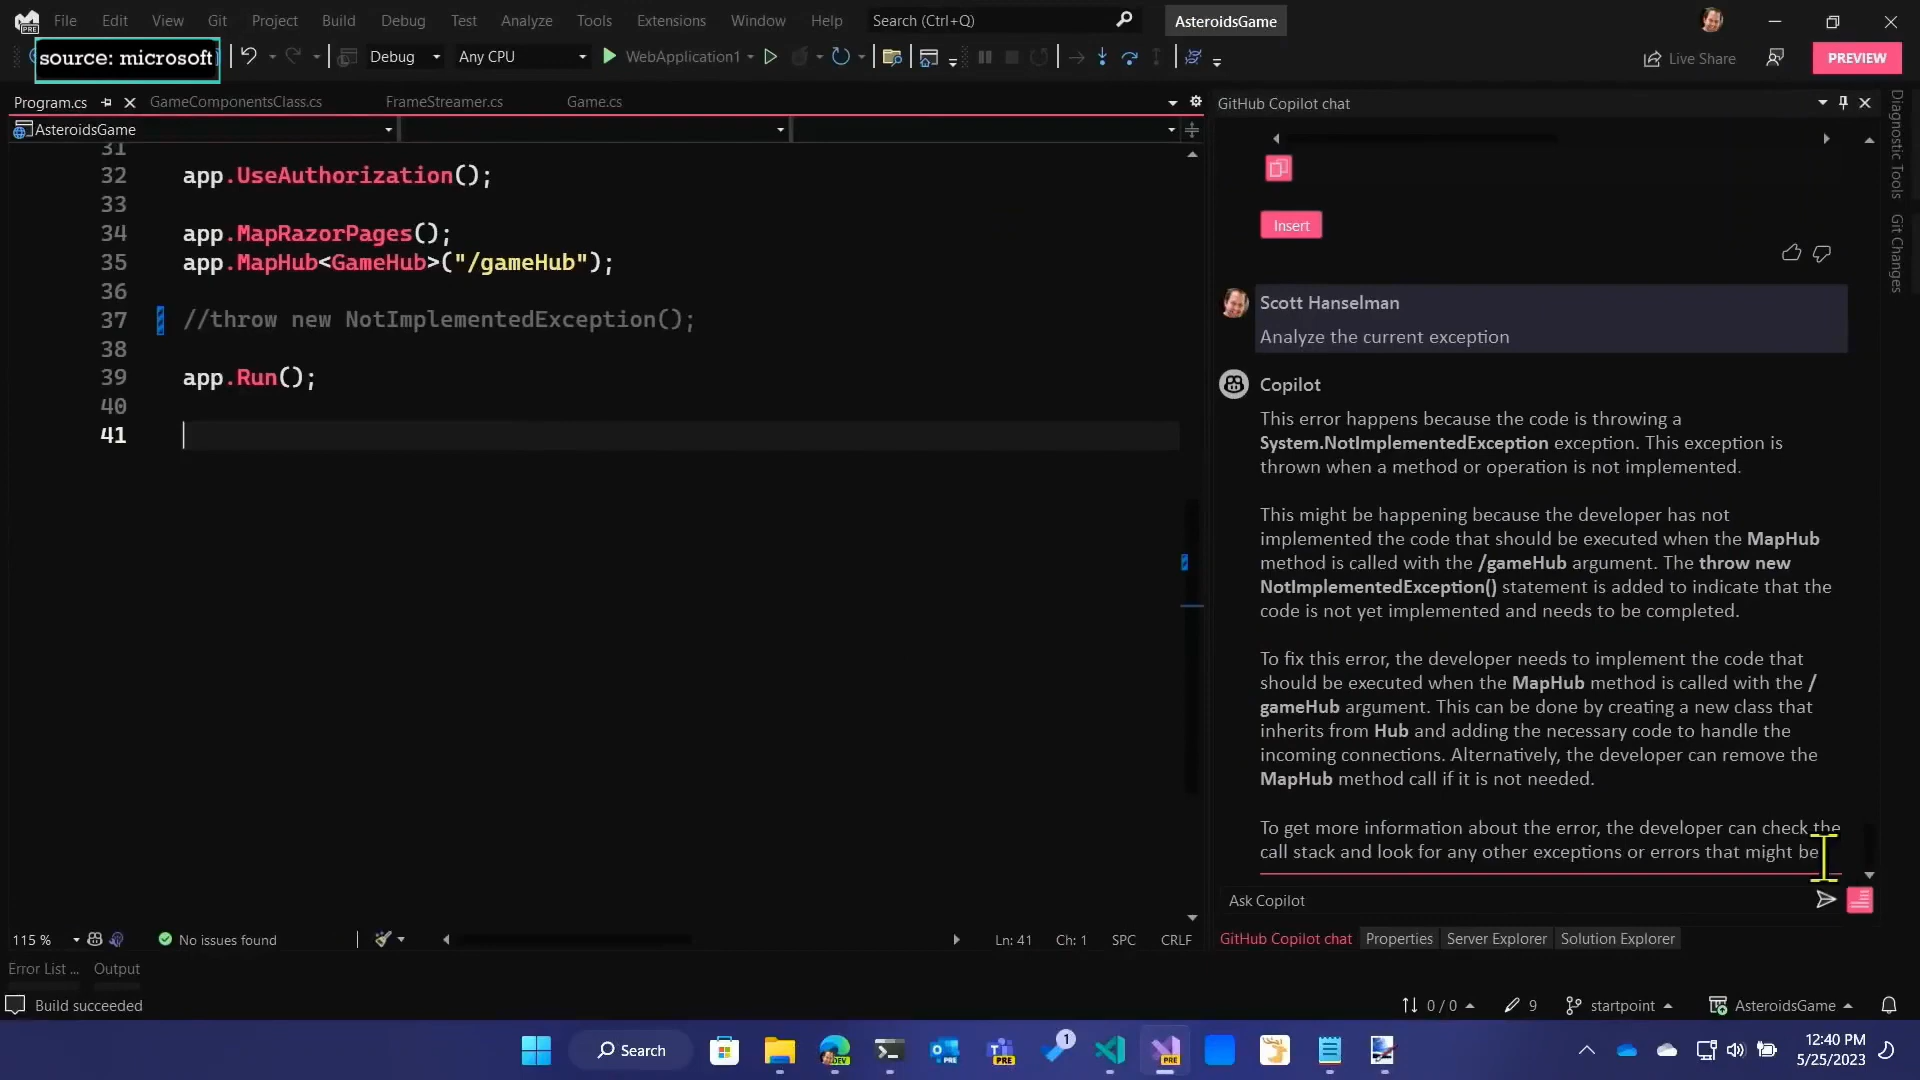 File Edit View Git Project Build Debug Test Analyze Tools Extensions Window Help Search (Ctrl+Q) AsteroidsGame
PRE
source: microsoft Debug Any CPU WebApplication1 Live Share PREVIEW
Program.cs GameComponentsClass.cs FrameStreamer.cs Game.cs
AsteroidsGame
31
32 app.UseAuthorization();
33
34 app.MapRazorPages();
35 app.MapHub<GameHub>("/gameHub");
36
37 //throw new NotImplementedException();
38
39 app.Run();
40
41
115 % No issues found Ln: 41 Ch: 1 SPC CRLF
GitHub Copilot chat
Insert
Scott Hanselman
Analyze the current exception
Copilot
This error happens because the code is throwing a
System.NotImplementedException exception. This exception is
thrown when a method or operation is not implemented.
This might be happening because the developer has not
implemented the code that should be executed when the MapHub
method is called with the /gameHub argument. The throw new
NotImplementedException() statement is added to indicate that the
code is not yet implemented and needs to be completed.
To fix this error, the developer needs to implement the code that
should be executed when the MapHub method is called with the /
gameHub argument. This can be done by creating a new class that
inherits from Hub and adding the necessary code to handle the
incoming connections. Alternatively, the developer can remove the
MapHub method call if it is not needed.
To get more information about the error, the developer can check the
call stack and look for any other exceptions or errors that might be
Ask Copilot
GitHub Copilot chat Properties Server Explorer Solution Explorer
Diagnostic Tools
Git Changes
Error List ... Output
Build succeeded 0 / 0 9 startpoint AsteroidsGame
Search DEV PRE 1 PRE 12:40 PM
5/25/2023